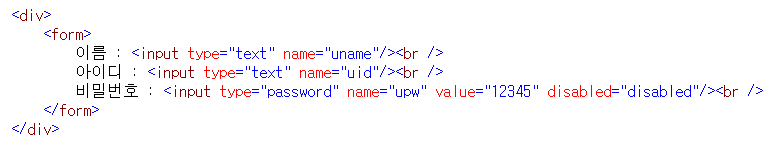 <div>
    <form>
        이름 : <input type="text" name="uname"/><br />
        아이디 : <input type="text" name="uid"/><br />
        비밀번호 : <input type="password" name="upw" value="12345" disabled="disabled"/><br />
    </form>
</div>